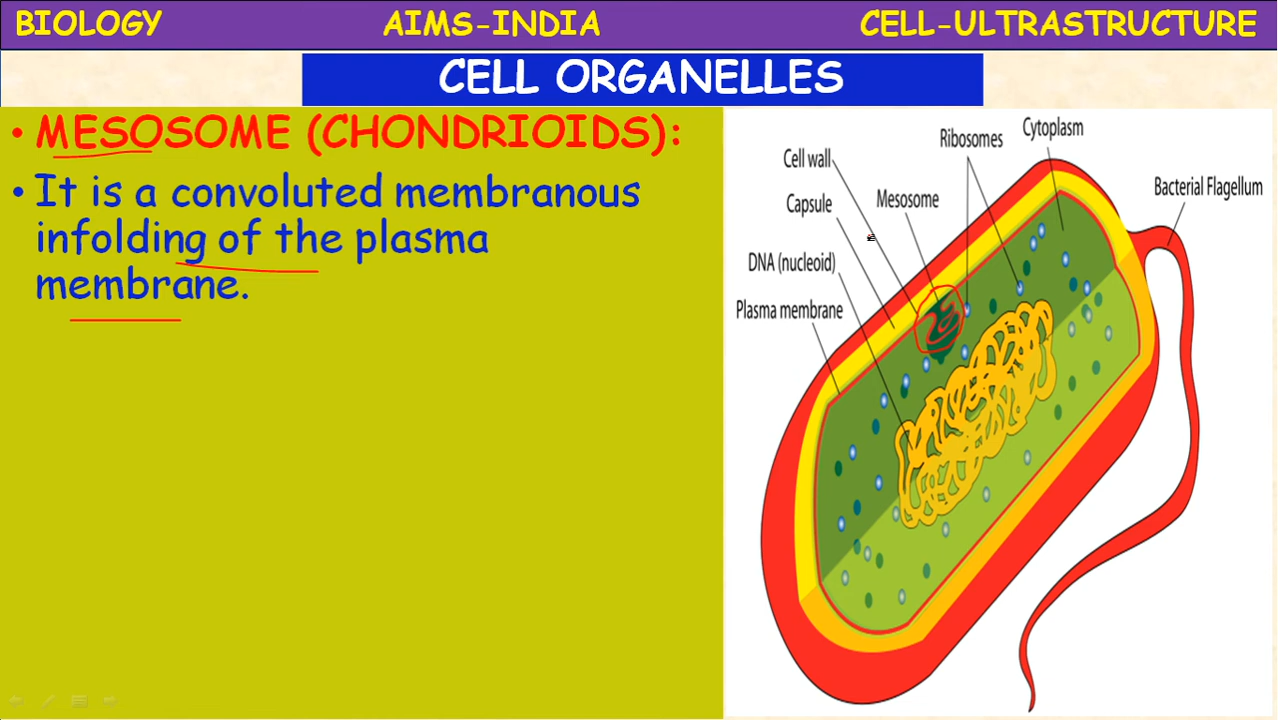 BIOLOGY AIMS-INDIA CELL-ULTRASTRUCTURE
CELL ORGANELLES
• MESOSOME (CHONDRIOIDS):
• It is a convoluted membranous
infolding of the plasma
membrane.
Cytoplasm
Ribosomes
Cell wall
Bacterial Flagellum
Capsule
Mesosome
DNA (nucleoid)
Plasma membrane